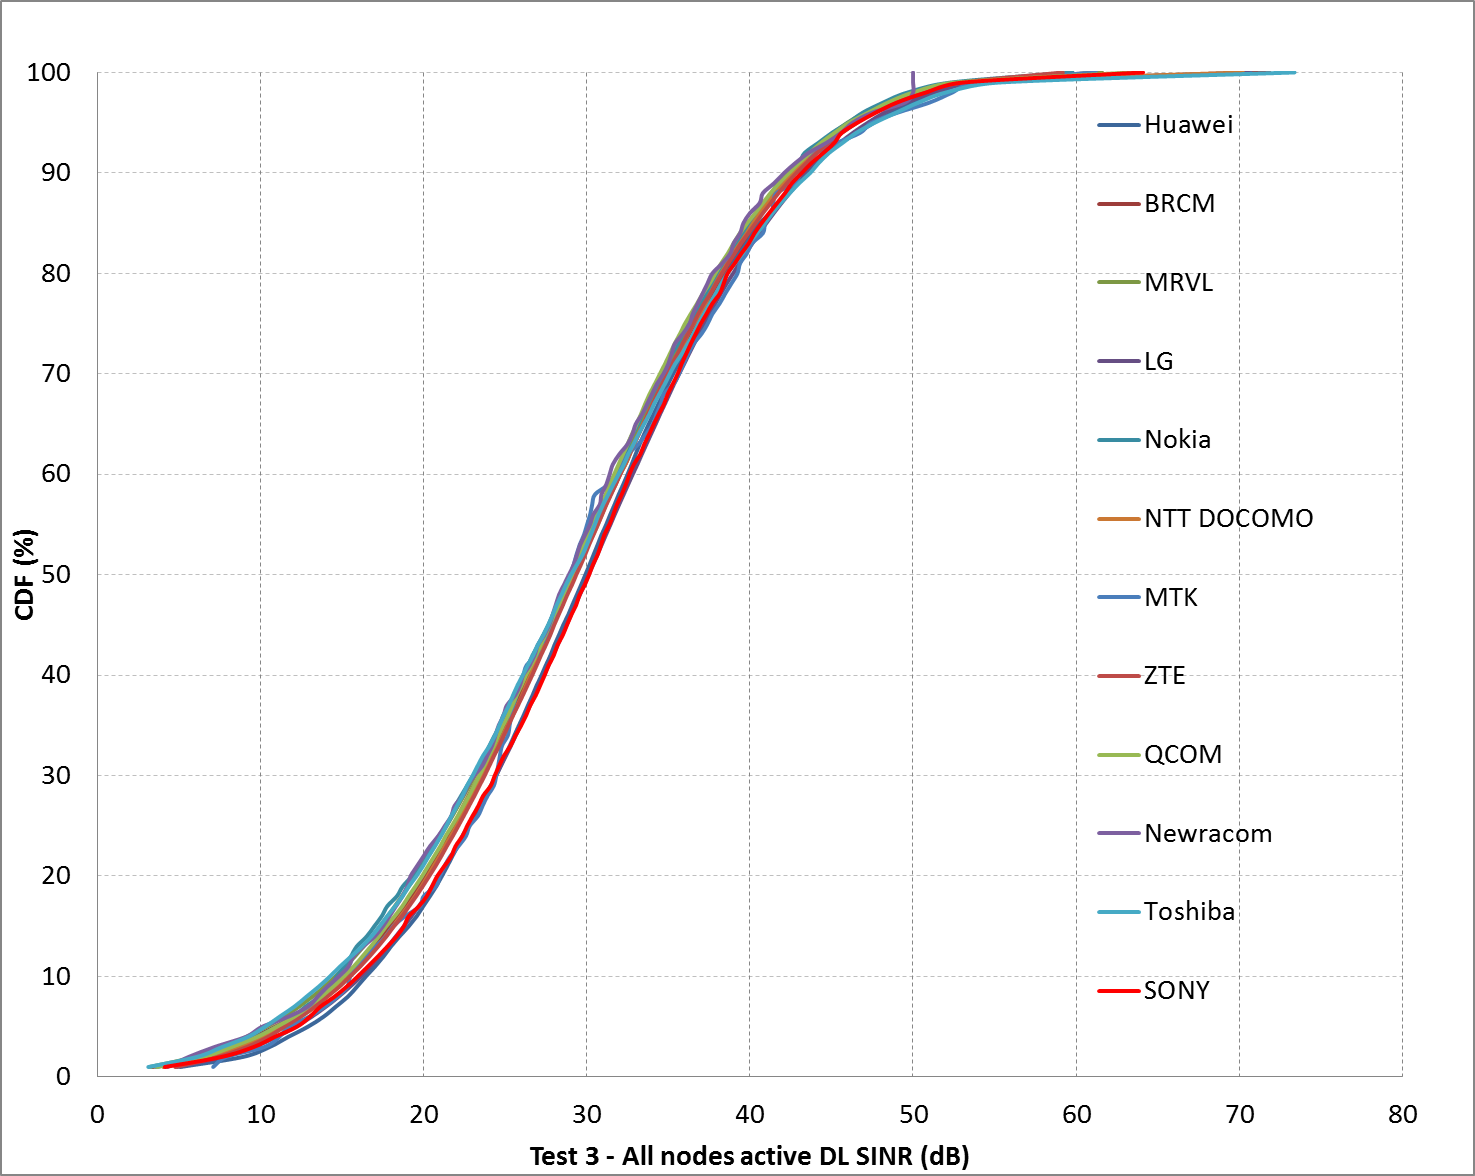 100
90
80
70
60
50
40
30
20
10
0
CDF (%)
Huawei
BRCM
MRVL
LG
Nokia
NTT DOCOMO
MTK
ZTE
QCOM
Newracom
Toshiba
SONY
0 10 20 30 40 50 60 70 80
Test 3 - All nodes active DL SINR (dB)